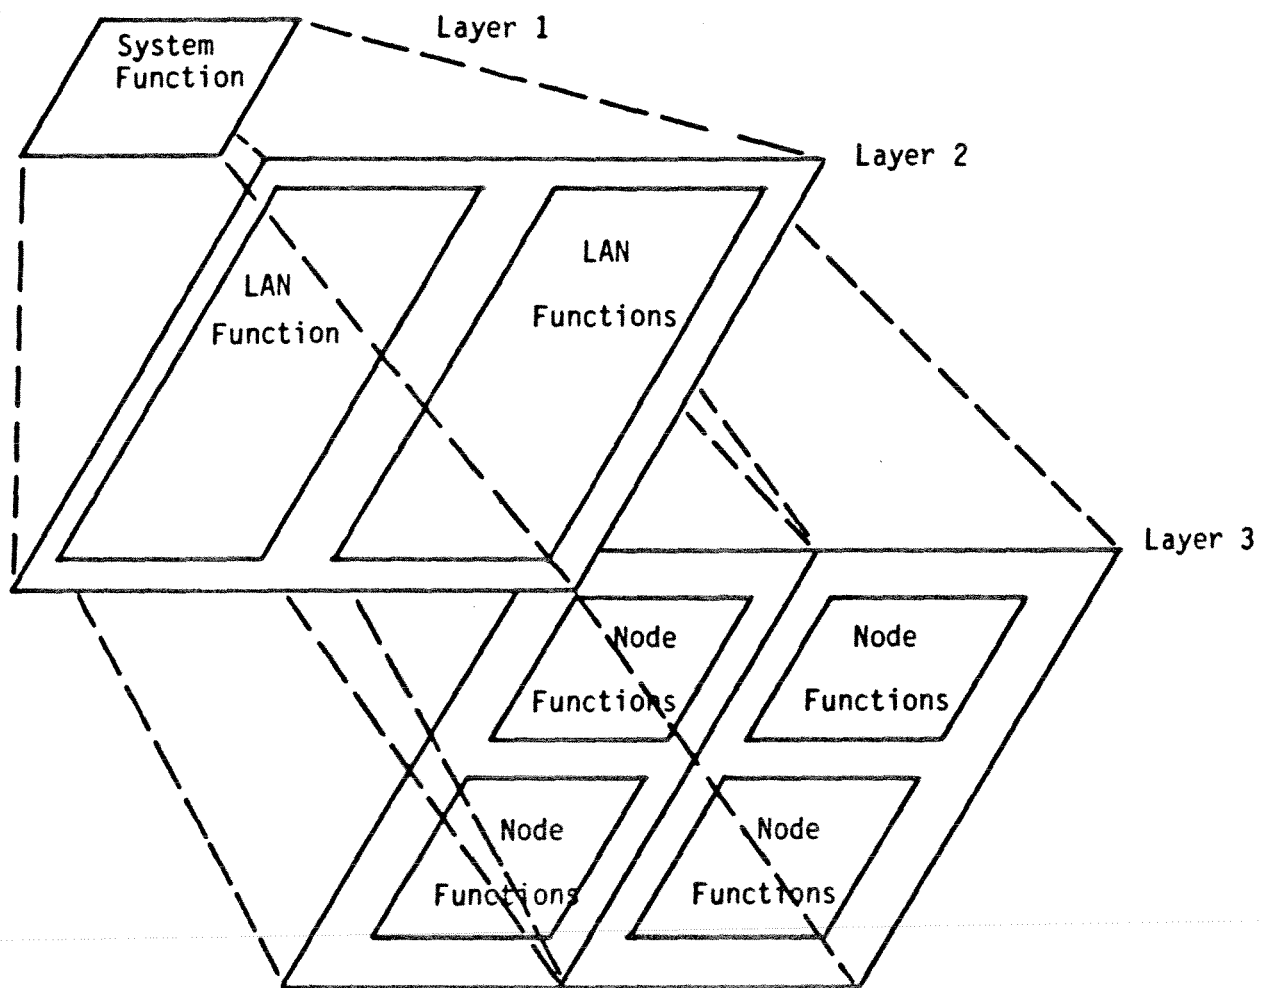 Layer 1
System
Function
Layer 2
LAN
Function
LAN
Functions
Layer 3
Node
Functions
Node
Functions
Node
Functions
Node
Functions